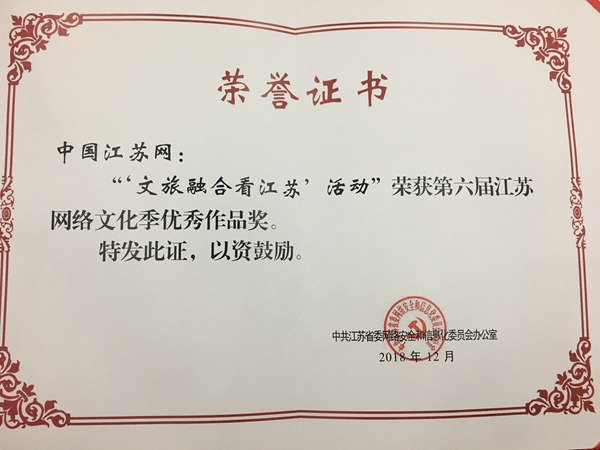 荣誉证书
中国江苏网：
“‘文旅融合看江苏’活动”荣获第六届江苏
网络文化季优秀作品奖。
特发此证，以资鼓励。
中共江苏省委网络安全和信息化委员会办公室
2018年12月